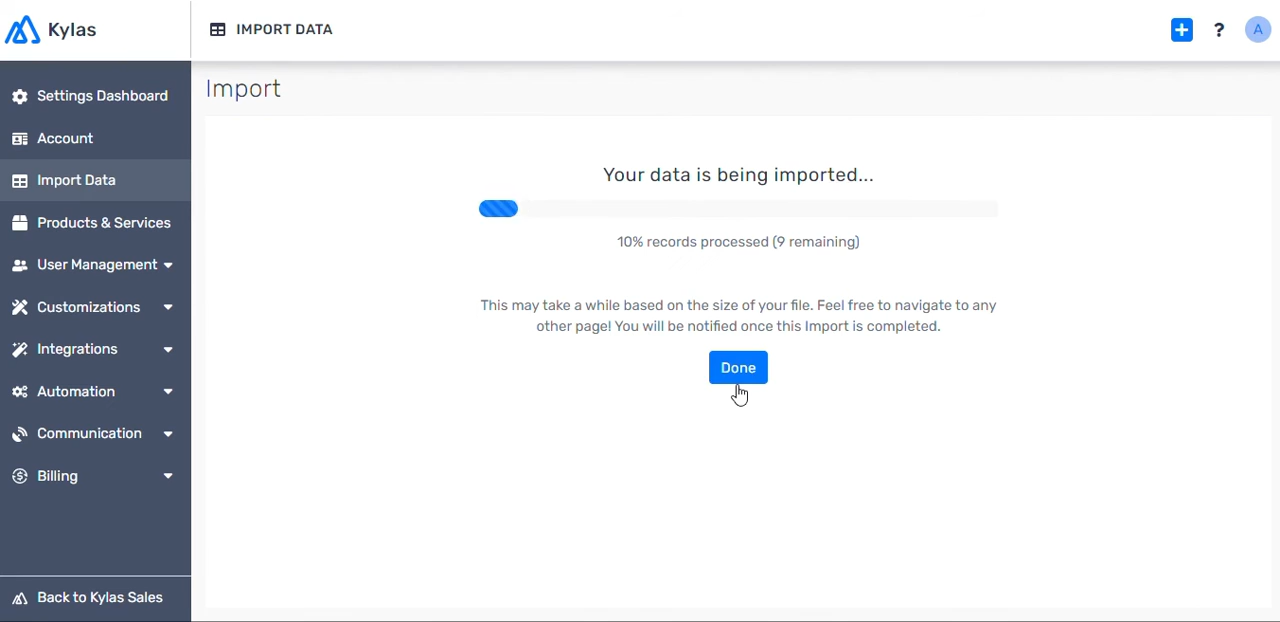 Kylas
IMPORT DATA
?
A
Settings Dashboard
Account
Import Data
Products & Services
User Management
Customizations
Integrations
Automation
Communication
Billing
Back to Kylas Sales
Import
Your data is being imported...
10% records processed (9 remaining)
This may take a while based on the size of your file. Feel free to navigate to any
other page! You will be notified once this Import is completed.
Done